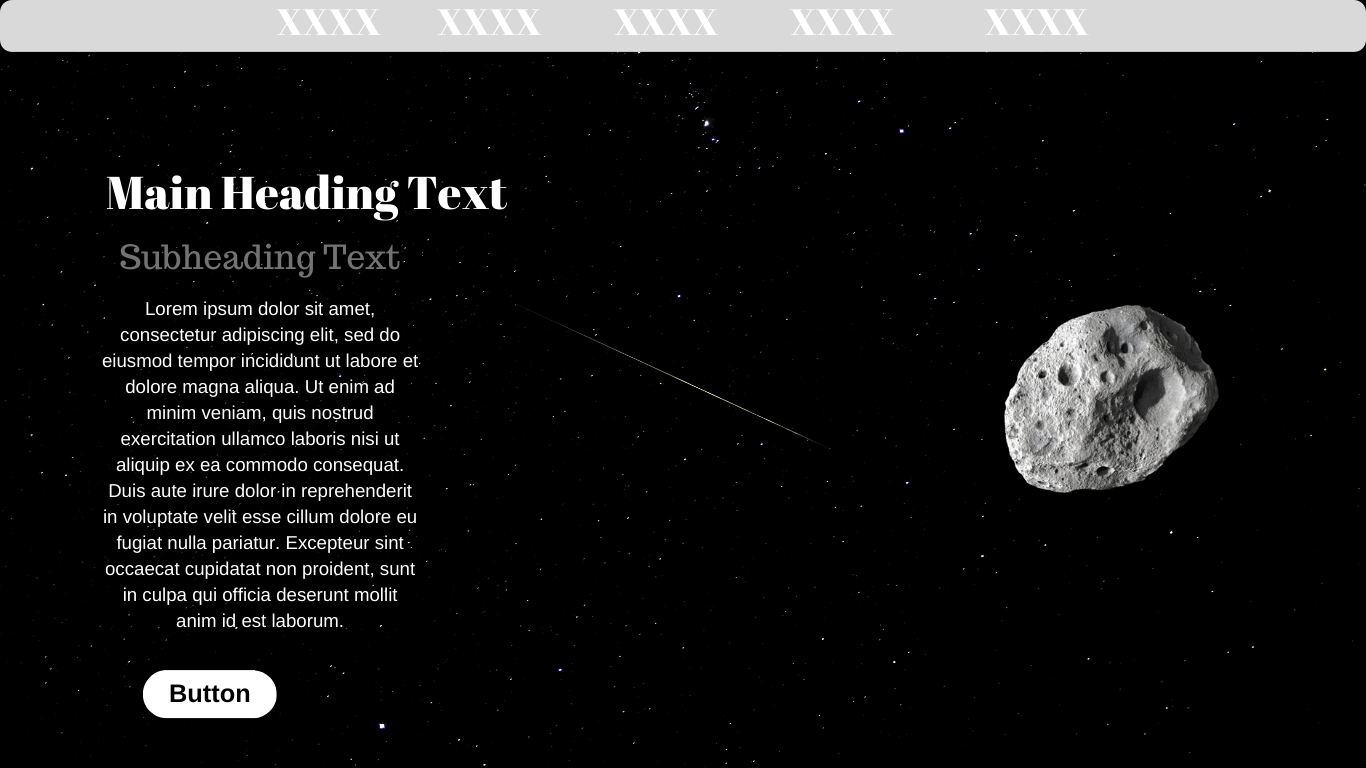 XXXX XXXX XXXX XXXX XXXX
Main Heading Text
Subheading Text
Lorem ipsum dolor sit amet,
consectetur adipiscing elit, sed do
eiusmod tempor incididunt ut labore et
dolore magna aliqua. Ut enim ad
minim veniam, quis nostrud
exercitation ullamco laboris nisi ut
aliquip ex ea commodo consequat.
Duis aute irure dolor in reprehenderit
in voluptate velit esse cillum dolore eu
fugiat nulla pariatur. Excepteur sint
occaecat cupidatat non proident, sunt
in culpa qui officia deserunt mollit
anim id est laborum.
Button